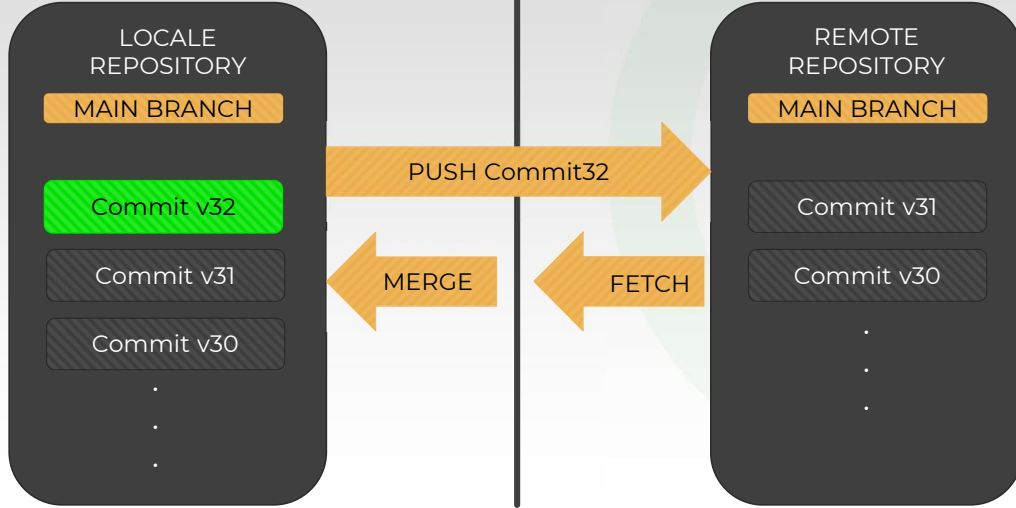 LOCALE
REPOSITORY
MAIN BRANCH
Commit v32
Commit v31
Commit v30
.
.
.
PUSH Commit32
MERGE
FETCH
REMOTE
REPOSITORY
MAIN BRANCH
Commit v31
Commit v30
.
.
.